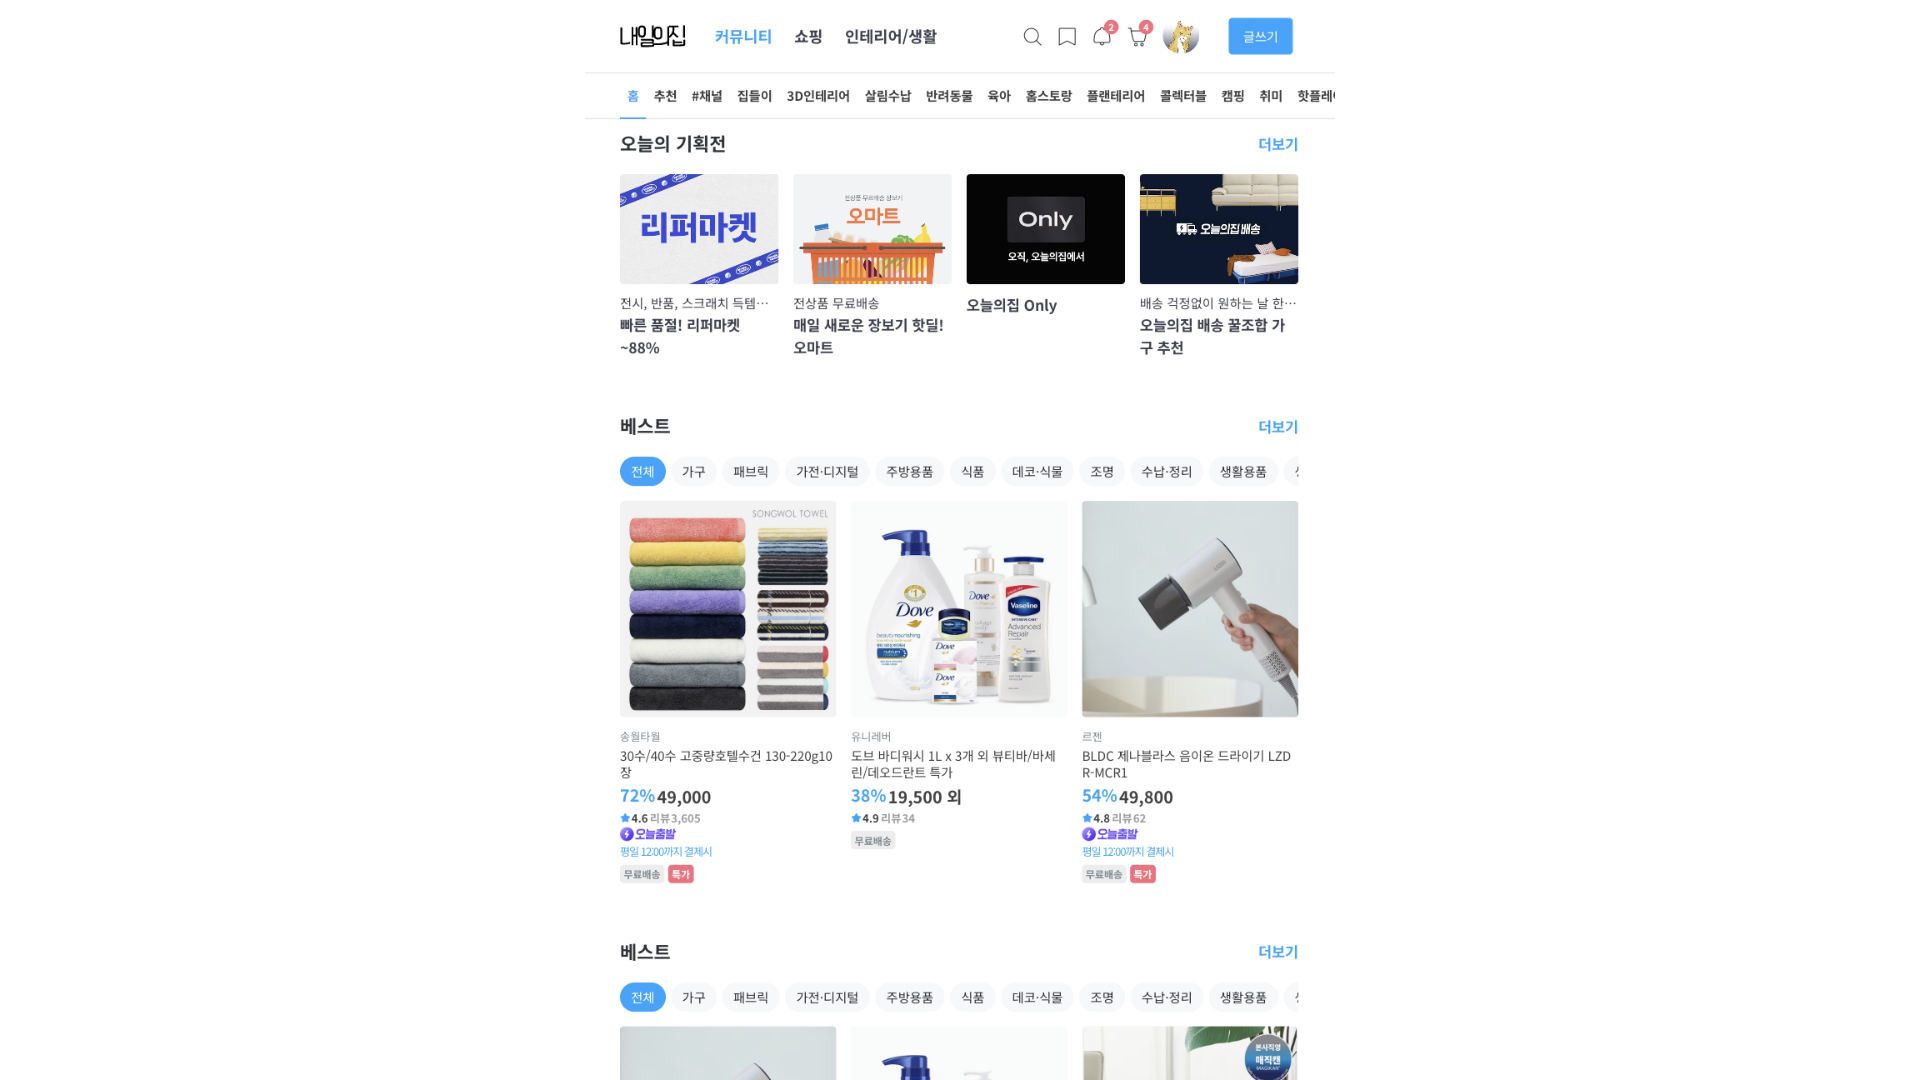 내일의집
커뮤니티 쇼핑 인테리어/생활 2 4 글쓰기
홈 추천 #채널 집들이 3D인테리어 살림수납 반려동물 육아 홈스토랑 플랜테리어 콜렉터블 캠핑 취미 핫플레
오늘의 기획전 더보기
리퍼마켓
전상품 무료배송 장보기
오마트
Only
오직, 오늘의집에서
오늘의집 배송
전시, 반품, 스크래치 득템…
빠른 품절! 리퍼마켓
~88%
전상품 무료배송
매일 새로운 장보기 핫딜!
오마트
오늘의집 Only
배송 걱정없이 원하는 날 한…
오늘의집 배송 꿀조합 가
구 추천
베스트 더보기
전체 가구 패브릭 가전·디지털 주방용품 식품 데코·식물 조명 수납·정리 생활용품
SONGWOL TOWEL
#1
Dove
beauty nourishing
Dove
Vaseline
INTENSIVE CARE
Advanced
Repair
Dove
Dove
송월타월
30수/40수 고중량호텔수건 130-220g10
장
72% 49,000
4.6 리뷰 3,605
오늘출발
평일 12:00까지 결제시
무료배송 특가
유니레버
도브 바디워시 1L x 3개 외 뷰티바/바세
린/데오드란트 특가
38% 19,500 외
4.9 리뷰 34
무료배송
르젠
BLDC 제나블라스 음이온 드라이기 LZD
R-MCR1
54% 49,800
4.8 리뷰 62
오늘출발
평일 12:00까지 결제시
무료배송 특가
베스트 더보기
전체 가구 패브릭 가전·디지털 주방용품 식품 데코·식물 조명 수납·정리 생활용품
본사직영
매직캔
MAGICAN